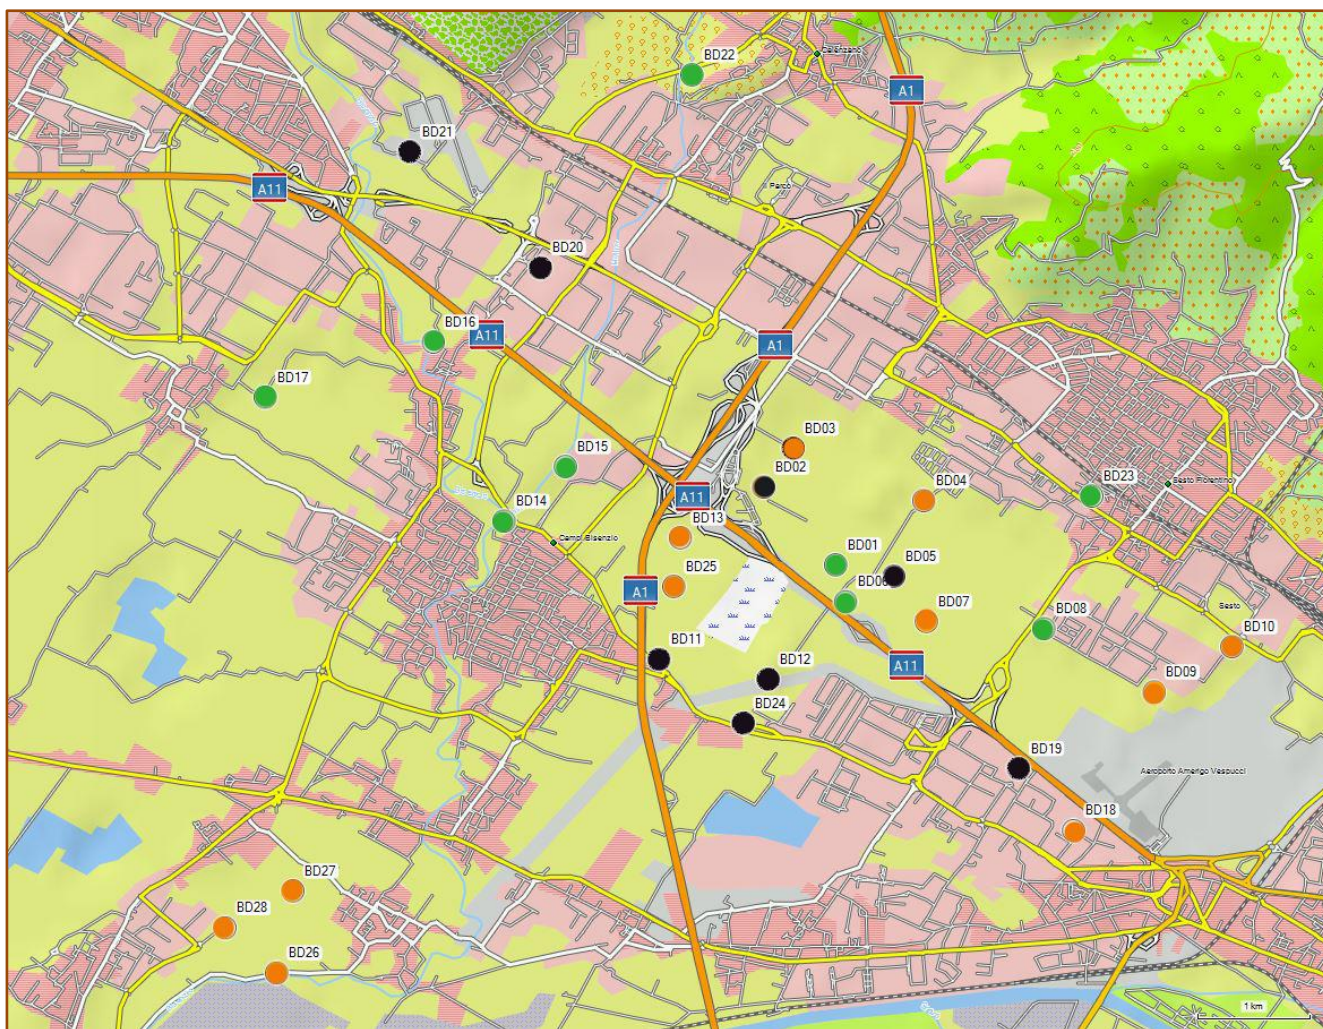 BD22
Calenzano
A1
BD21
A11
Il Parco
BD20
BD16
A11
A1
BD17
BD03
BD15
BD02
BD04
BD23
Sesto Fiorentino
A11
BD14
BD13
Campi Bisenzio
BD01
BD05
BD25
BD06
A1
BD07
BD08
Sesto
BD10
BD11
BD12
A11
BD09
BD24
BD19
Aeroporto Amerigo Vespucci
BD18
BD27
BD28
BD26
1 km